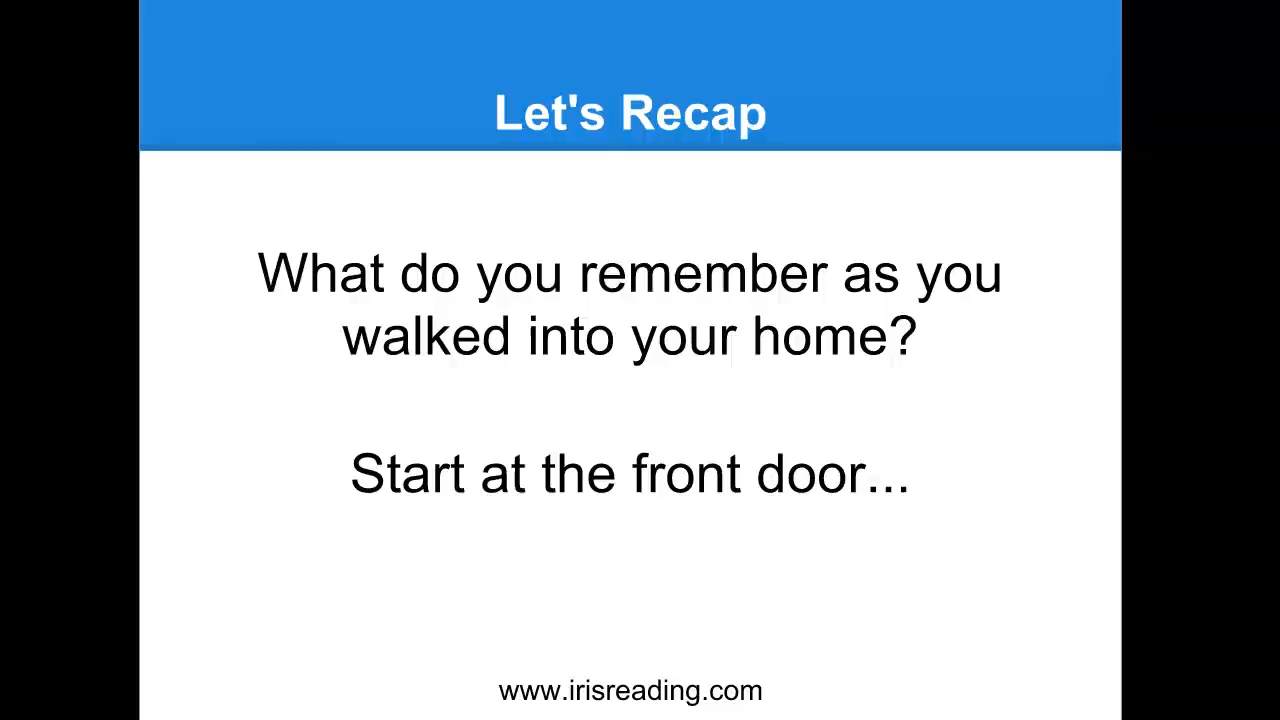 Let's Recap
What do you remember as you
walked into your home?
Start at the front door...
www.irisreading.com